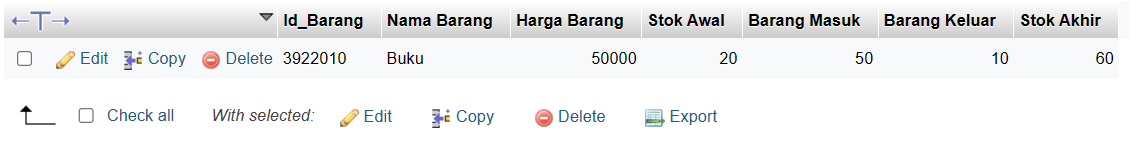 Id_Barang Nama Barang Harga Barang Stok Awal Barang Masuk Barang Keluar Stok Akhir
Edit Copy Delete 3922010 Buku 50000 20 50 10 60
Check all With selected: Edit Copy Delete Export